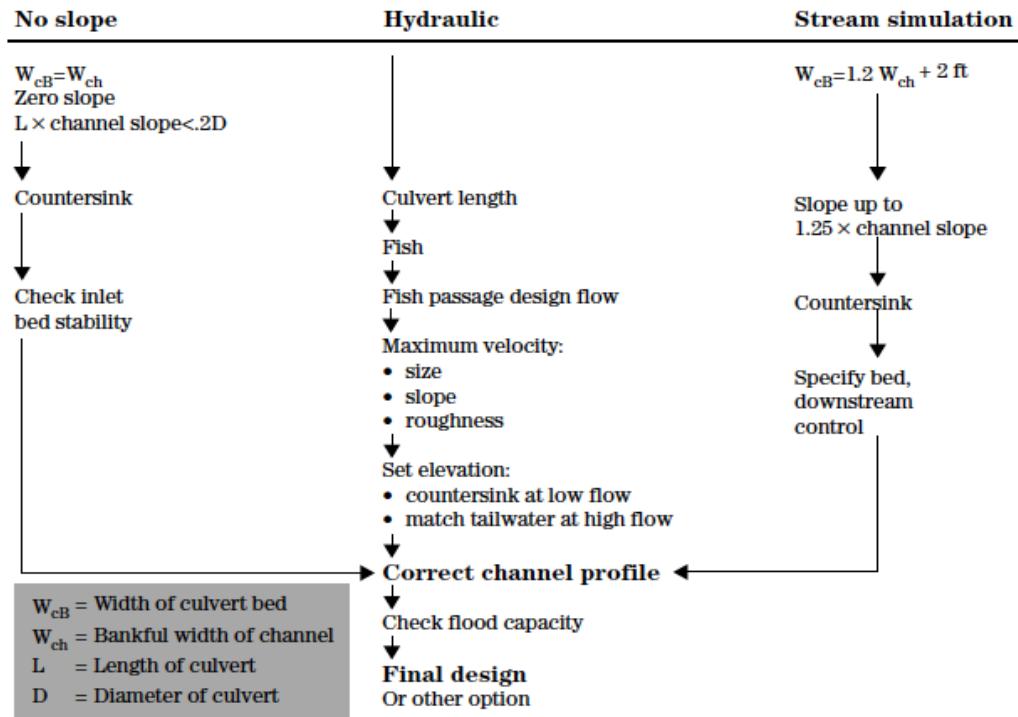 No slope
W_cB=W_ch
Zero slope
L × channel slope<.2D
Countersink
Check inlet
bed stability
Hydraulic
Culvert length
Fish
Fish passage design flow
Maximum velocity:
• size
• slope
• roughness
Set elevation:
• countersink at low flow
• match tailwater at high flow
Stream simulation
W_cB=1.2 W_ch + 2 ft
Slope up to
1.25 × channel slope
Countersink
Specify bed,
downstream
control
Correct channel profile
Check flood capacity
Final design
Or other option
W_cB = Width of culvert bed
W_ch = Bankful width of channel
L = Length of culvert
D = Diameter of culvert